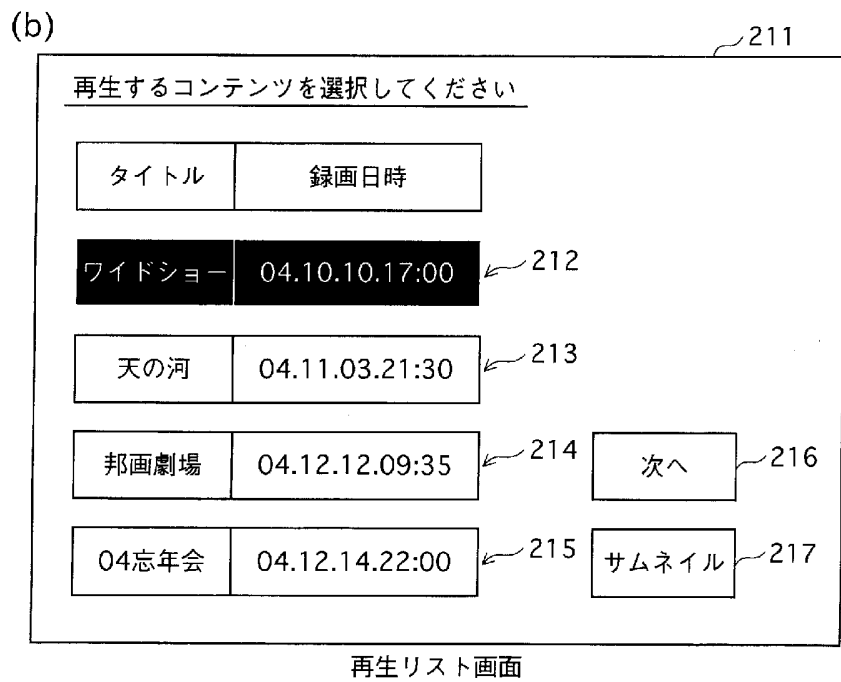 (b)
211
再生するコンテンツを選択してください
タイトル 録画日時
ワイドショー 04.10.10.17:00 212
天の河 04.11.03.21:30 213
邦画劇場 04.12.12.09:35 214 次へ 216
04忘年会 04.12.14.22:00 215 サムネイル 217
再生リスト画面